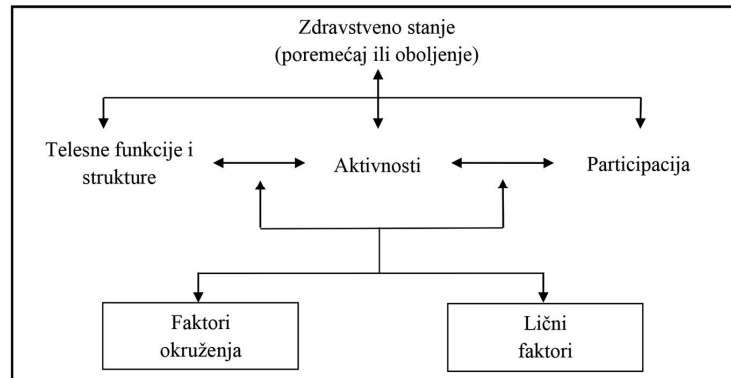 Zdravstveno stanje
(poremećaj ili oboljenje)
Telesne funkcije i
strukture
Aktivnosti
Participacija
Faktori
okruženja
Lični
faktori